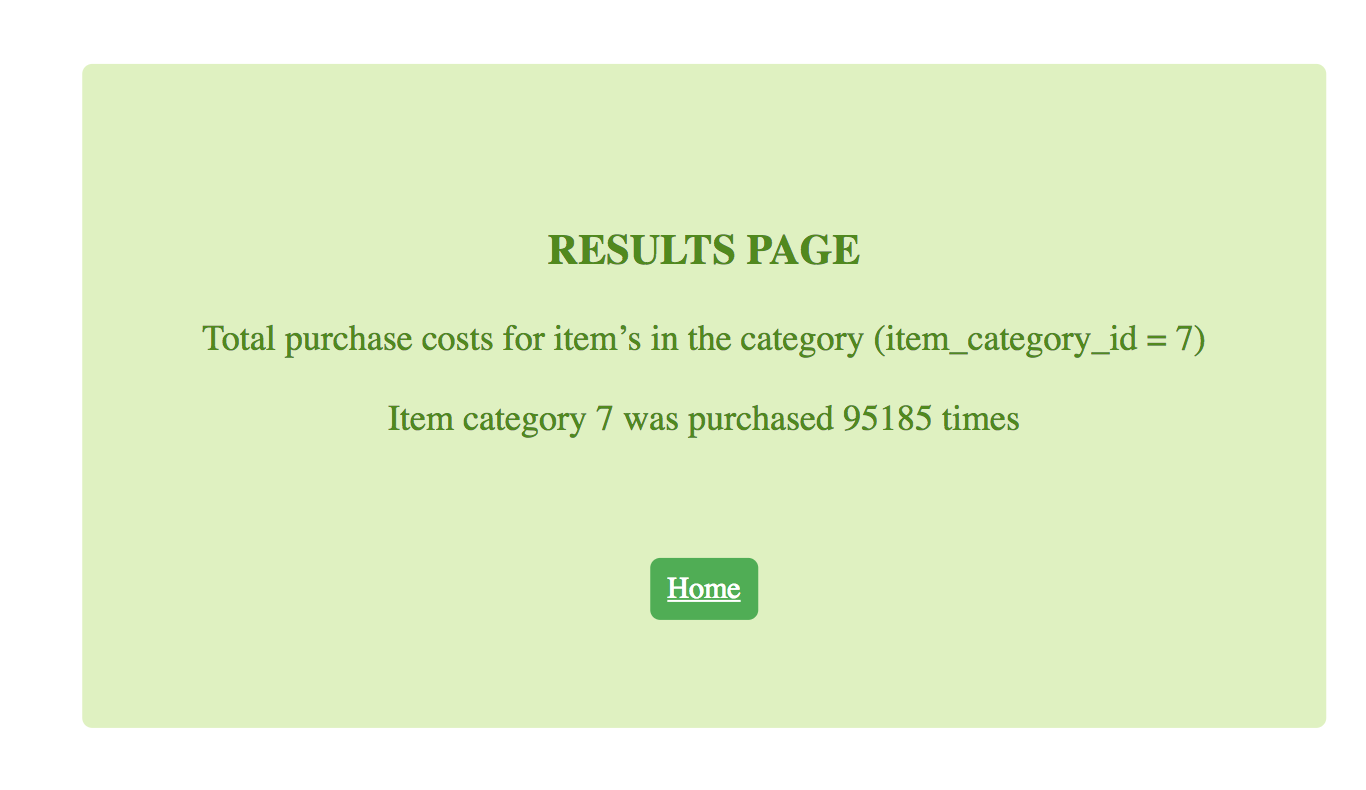 RESULTS PAGE
Total purchase costs for item’s in the category (item_category_id = 7)
Item category 7 was purchased 95185 times
Home